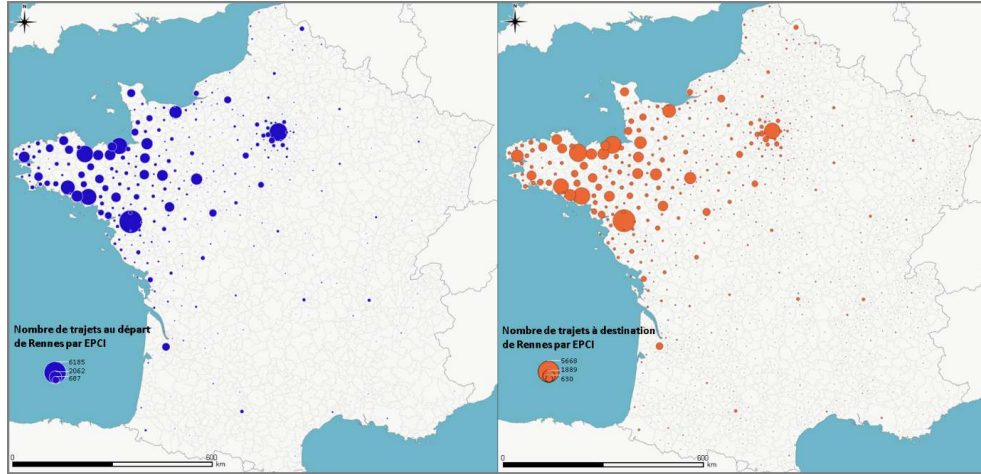 N
Nombre de trajets au départ
de Rennes par EPCI
6185
2062
687
0
600
km
N
Nombre de trajets à destination
de Rennes par EPCI
5668
1889
630
0
600
km